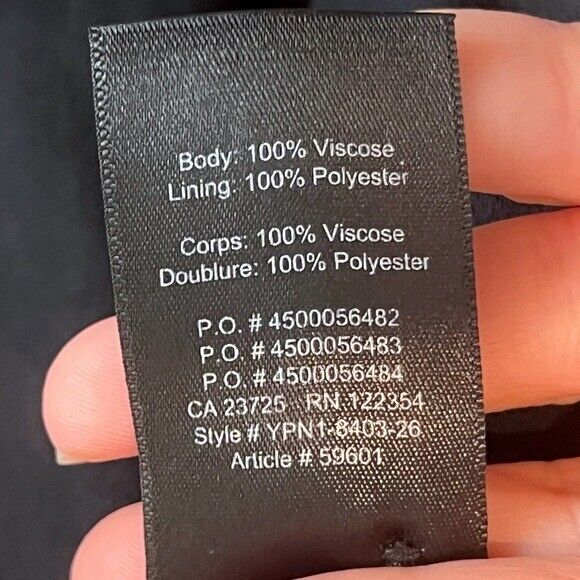 Body: 100% Viscose
Lining: 100% Polyester
Corps: 100% Viscose
Doublure: 100% Polyester
P.O. # 4500056482
P.O. # 4500056483
P.O. # 4500056484
CA 23725 RN 122354
Style # YPN1-8403-26
Article # 59601